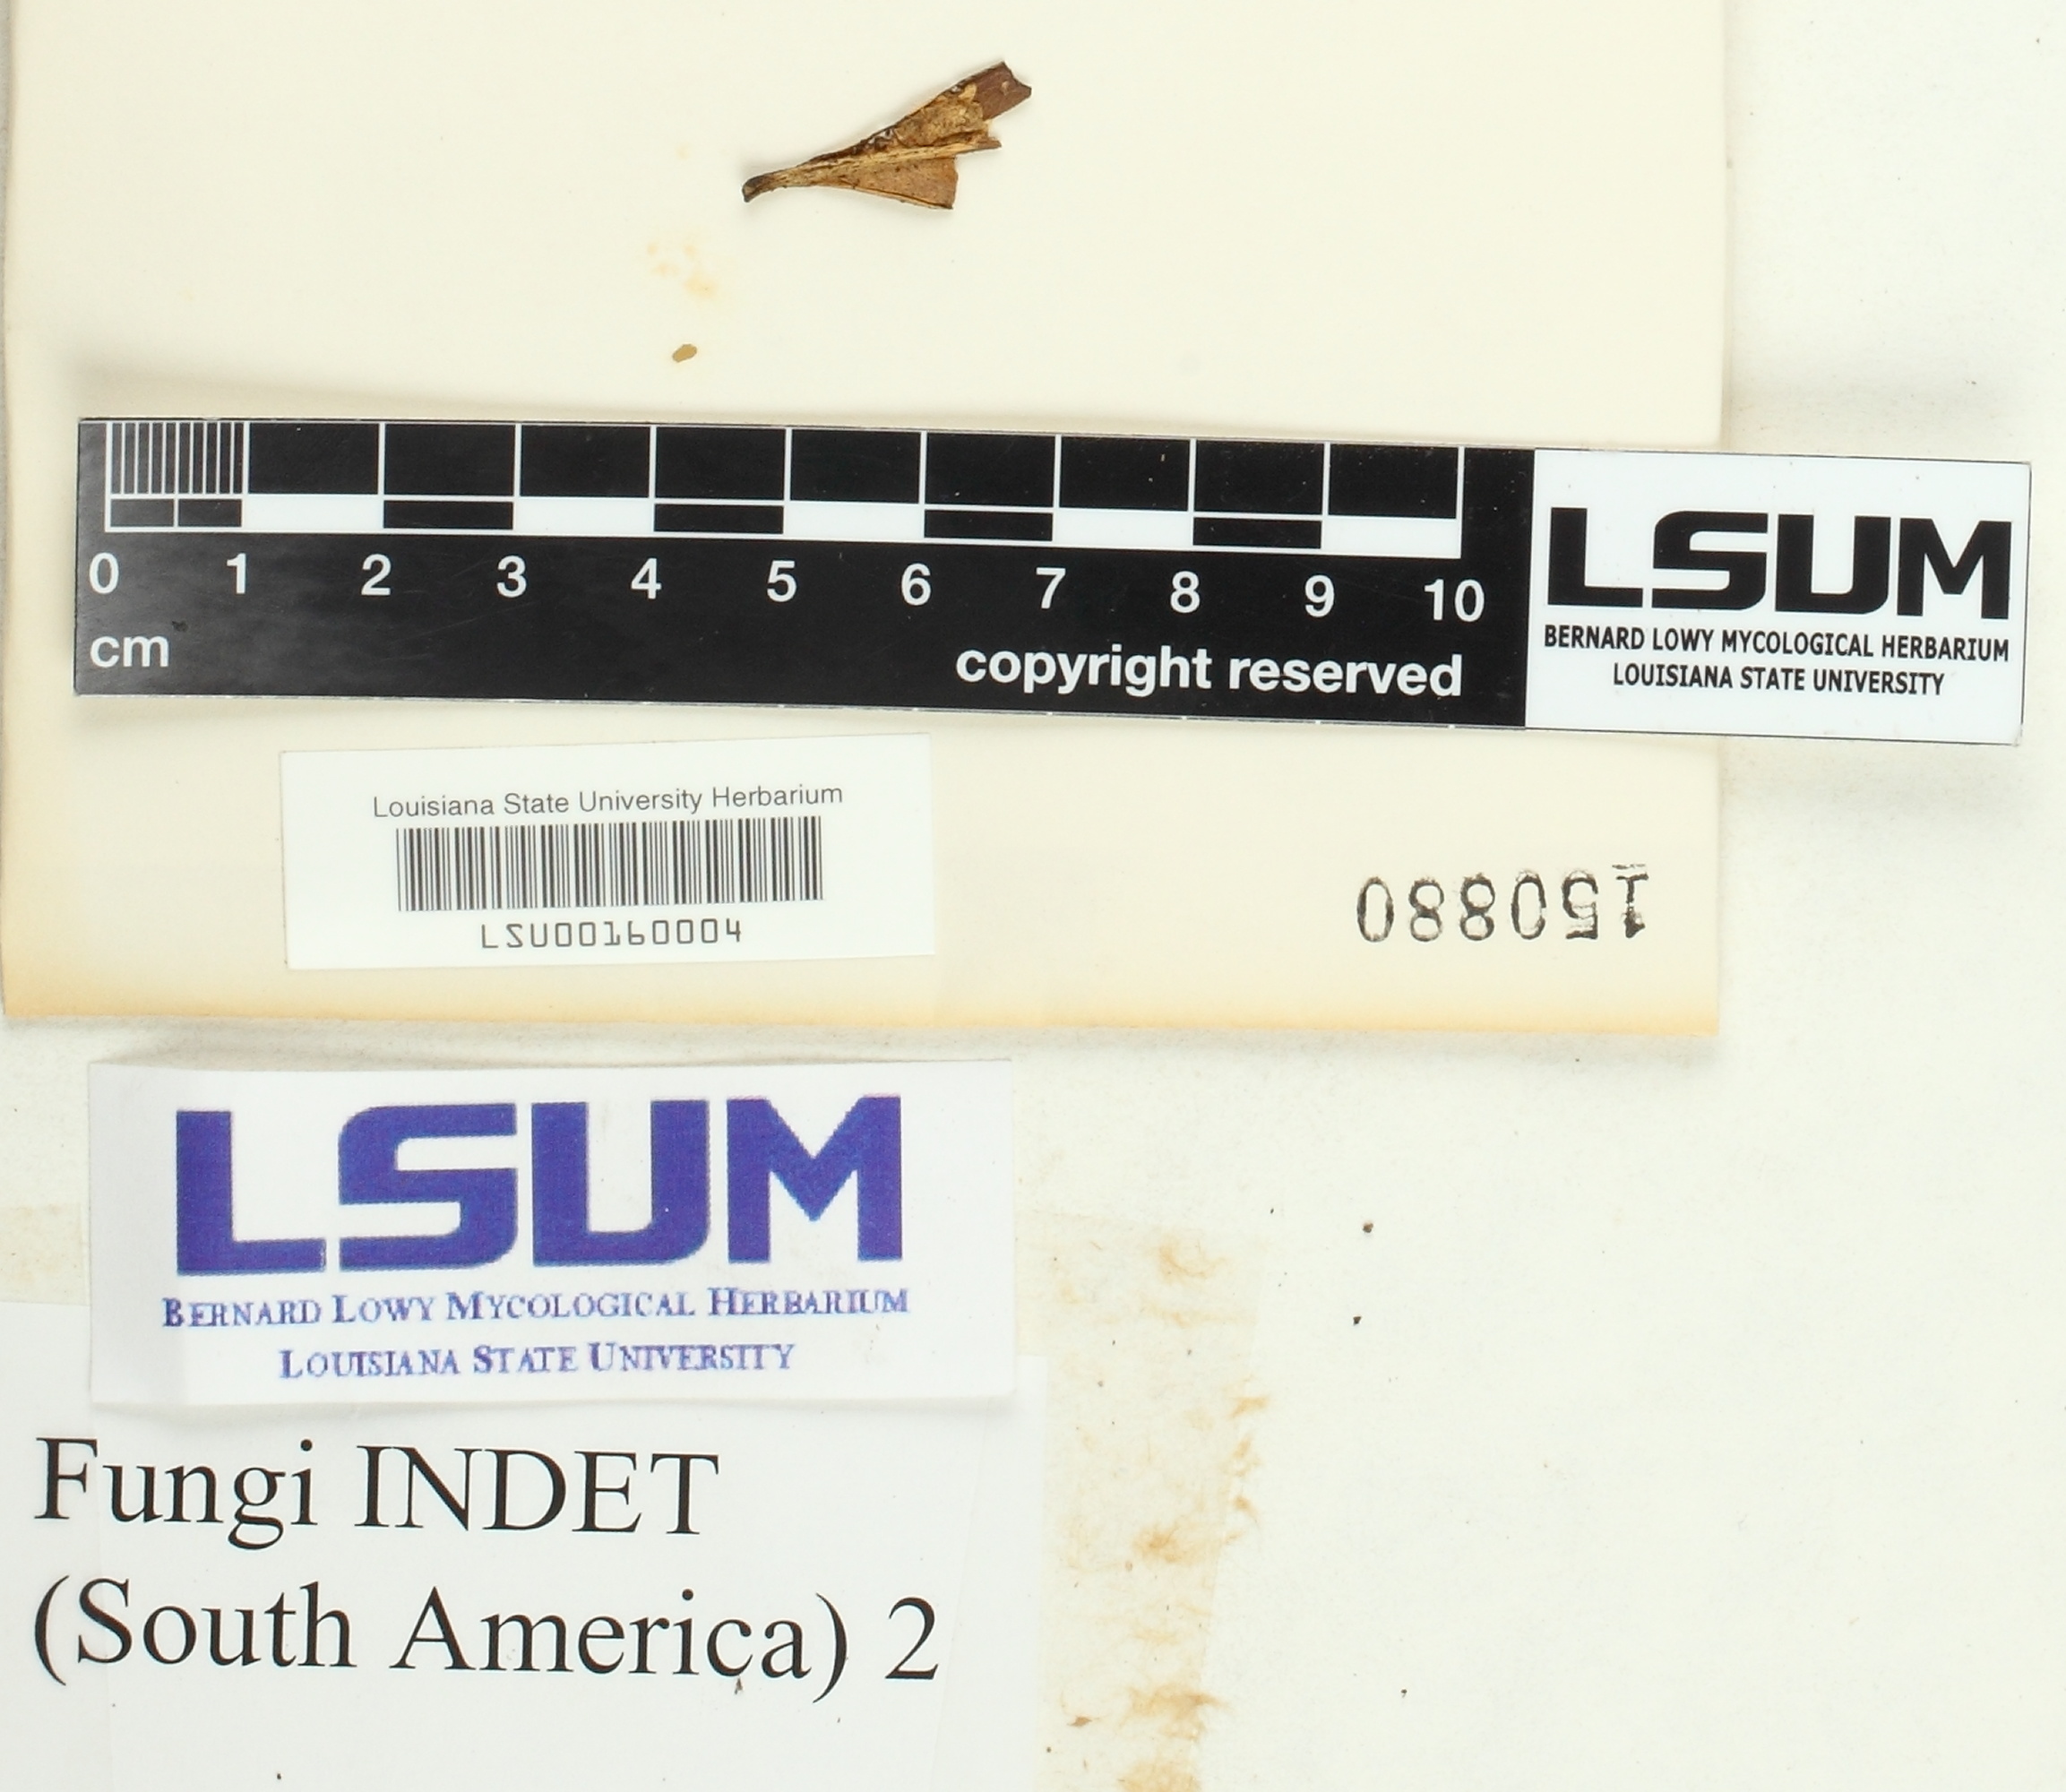 0 1 2 3 4 5 6 7 8 9 10
cm
copyright reserved
LSUM
BERNARD LOWY MYCOLOGICAL HERBARIUM
LOUISIANA STATE UNIVERSITY
Louisiana State University Herbarium
LSU00160004
150880
LSUM
BERNARD LOWY MYCOLOGICAL HERBARIUM
LOUISIANA STATE UNIVERSITY
Fungi INDET
(South America) 2